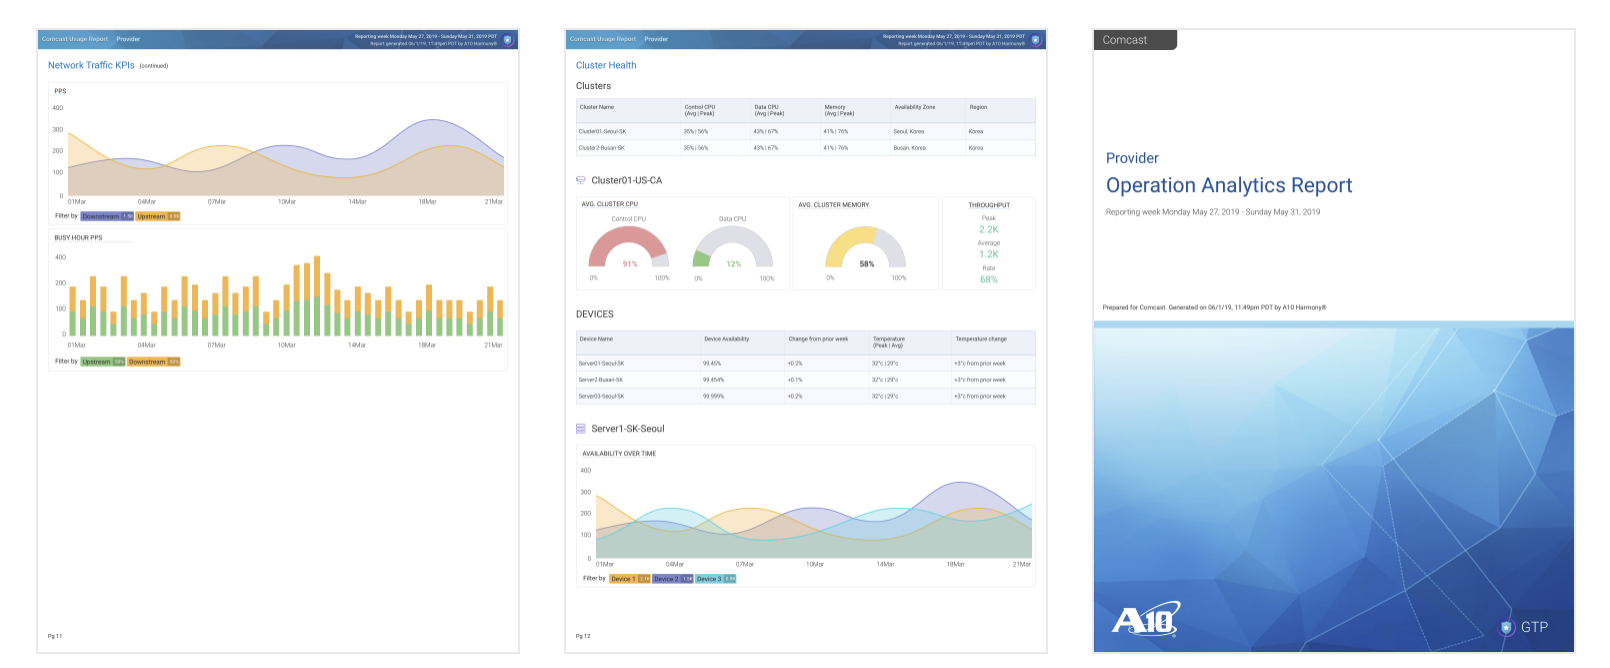 Comcast Usage Report Provider
Reporting week Monday May 27, 2019 - Sunday May 31, 2019 PDT
Report generated 06/1/19, 11:49pm PDT by A10 Harmony®
Network Traffic KPIs (continued)
PPS
400
300
200
100
0
01Mar 04Mar 07Mar 10Mar 14Mar 18Mar 21Mar
Filter by Downstream Upstream
BUSY HOUR PPS
400
200
100
0
01Mar 04Mar 07Mar 10Mar 14Mar 18Mar 21Mar
Filter by Upstream Downstream
Pg 11
Comcast Usage Report Provider
Reporting week Monday May 27, 2019 - Sunday May 31, 2019 PDT
Report generated 06/1/19, 11:49pm PDT by A10 Harmony®
Cluster Health
Clusters
Cluster Name Control CPU (Avg | Peak) Data CPU (Avg | Peak) Memory (Avg | Peak) Availability Zone Region
Cluster01-Seoul-SK 35% | 56% 43% | 67% 41% | 76% Seoul, Korea Korea
Cluster2-Busan-SK 35% | 56% 43% | 67% 41% | 76% Busan, Korea Korea
Cluster01-US-CA
AVG. CLUSTER CPU
Control CPU Data CPU
91% 12%
0% 100% 0% 100%
AVG. CLUSTER MEMORY
58%
0% 100%
THROUGHPUT
Peak
2.2K
Average
1.2K
Rate
68%
DEVICES
Device Name Device Availability Change from prior week Temperature (Peak | Avg) Temperature change
Server01-Seoul-SK 99.45% +0.2% 32°c | 29°c +3°c from prior week
Server2-Busan-SK 99.454% +0.1% 32°c | 29°c +3°c from prior week
Server03-Seoul-SK 99.999% +0.2% 32°c | 29°c +3°c from prior week
Server1-SK-Seoul
AVAILABILITY OVER TIME
400
300
200
100
0
01Mar 04Mar 07Mar 10Mar 14Mar 18Mar 21Mar
Filter by Device 1 Device 2 Device 3
Pg 12
Comcast
Provider
Operation Analytics Report
Reporting week Monday May 27, 2019 - Sunday May 31, 2019
Prepared for Comcast. Generated on 06/1/19, 11:49pm PDT by A10 Harmony®
A10
GTP